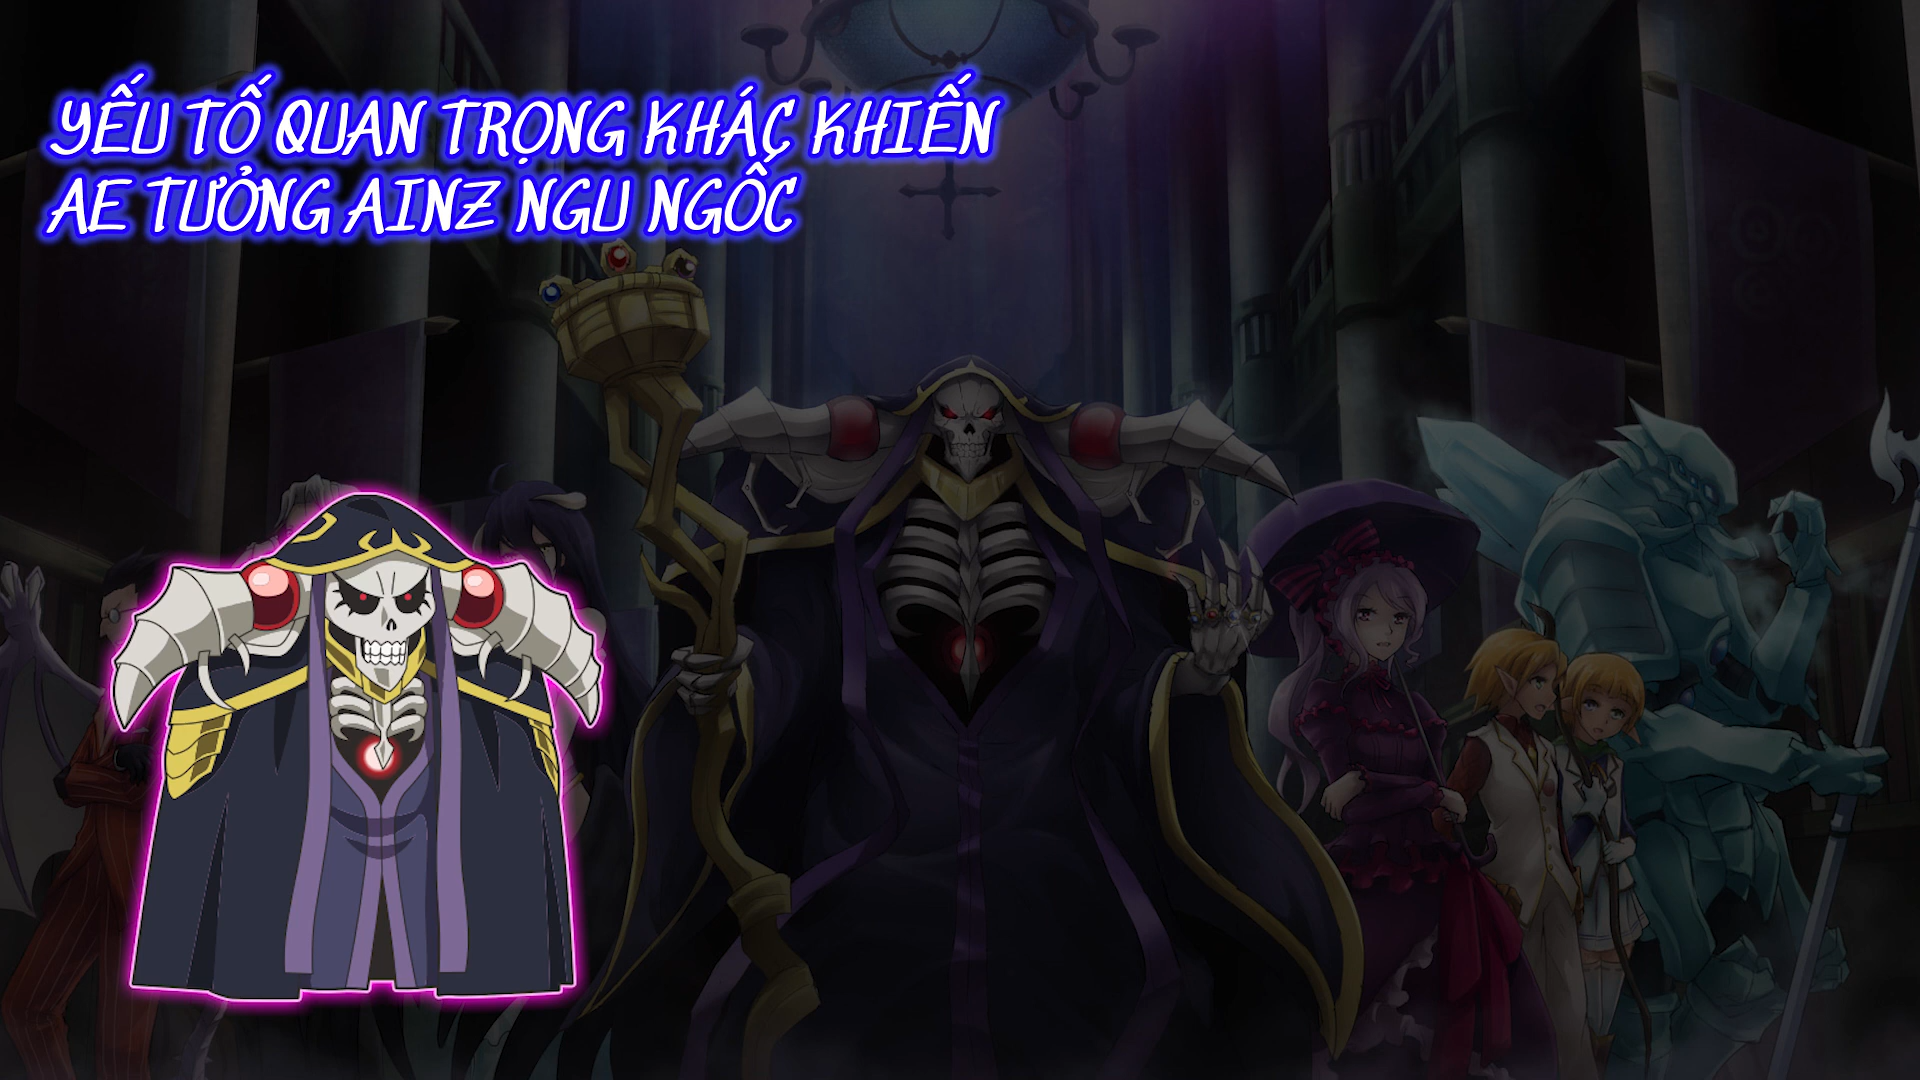 YẾU TỐ QUAN TRỌNG KHÁC KHIẾN
AE TƯỞNG AINZ NGU NGỐC